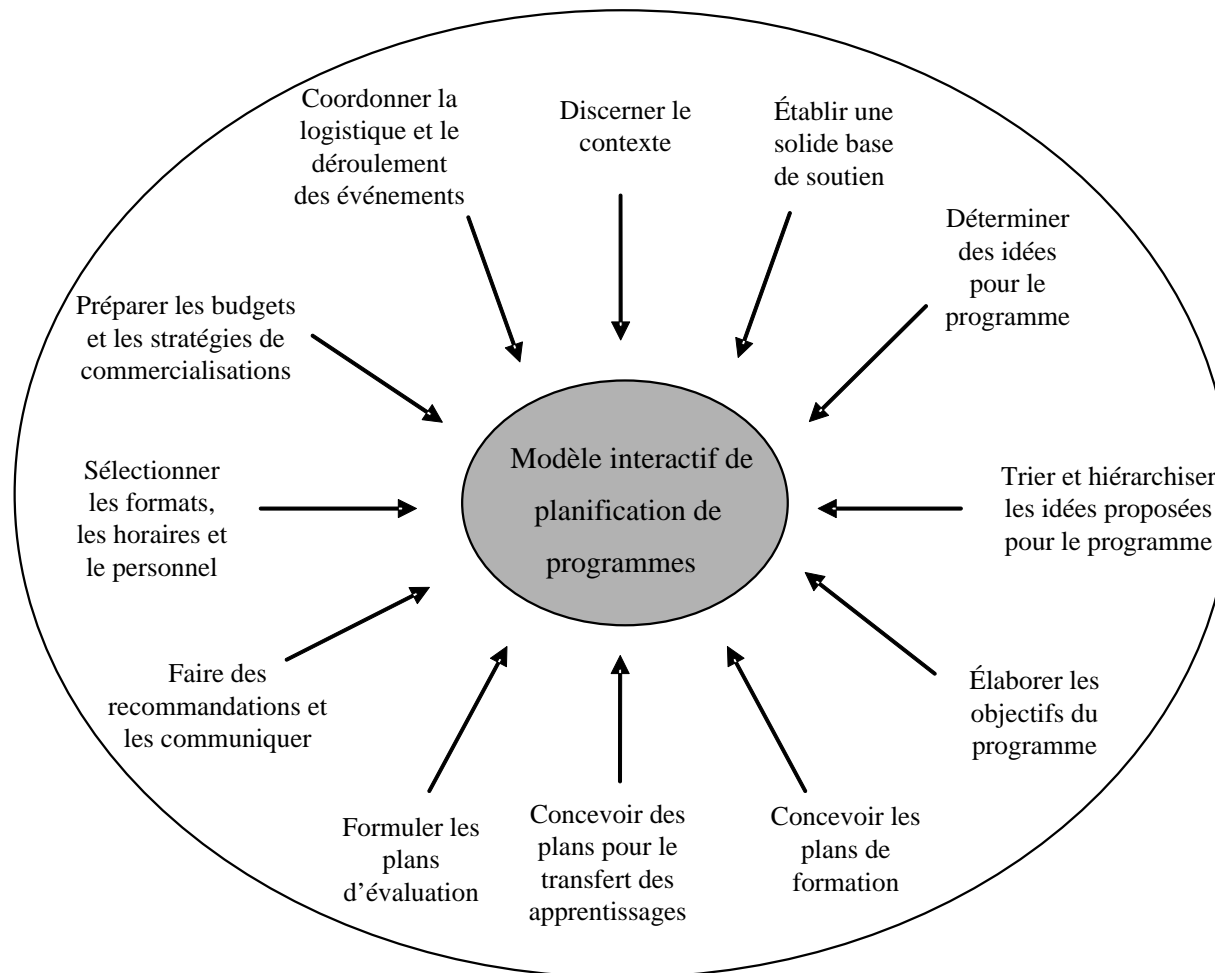 Coordonner la
logistique et le
déroulement
des événements
Discerner le
contexte
Établir une
solide base
de soutien
Déterminer
des idées
pour le
programme
Préparer les budgets
et les stratégies de
commercialisations
Modèle interactif de
planification de
programmes
Sélectionner
les formats,
les horaires et
le personnel
Trier et hiérarchiser
les idées proposées
pour le programme
Faire des
recommandations et
les communiquer
Élaborer les
objectifs du
programme
Formuler les
plans
d’évaluation
Concevoir des
plans pour le
transfert des
apprentissages
Concevoir les
plans de
formation